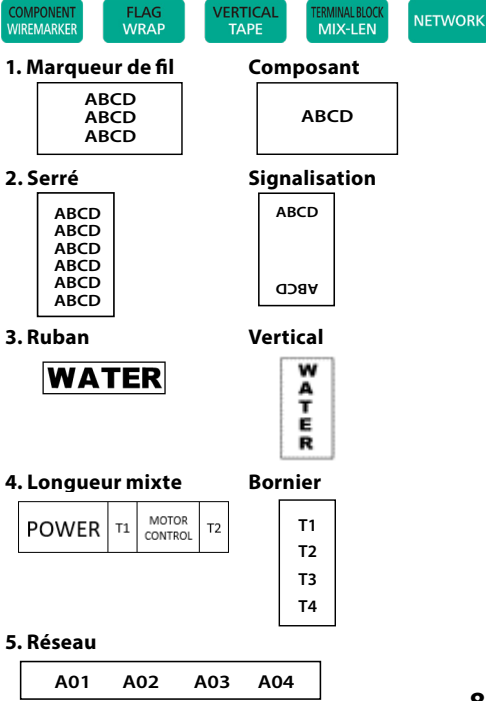 COMPONENT
WIREMARKER
FLAG
WRAP
VERTICAL
TAPE
TERMINAL BLOCK
MIX-LEN
NETWORK
1. Marqueur de fil
Composant
ABCD
ABCD
ABCD
ABCD
2. Serré
Signalisation
ABCD
ABCD
ABCD
ABCD
ABCD
ABCD
ABCD
ABCD
3. Ruban
Vertical
WATER
W
A
T
E
R
4. Longueur mixte
Bornier
POWER T1 MOTOR CONTROL T2
T1
T2
T3
T4
5. Réseau
A01 A02 A03 A04
8